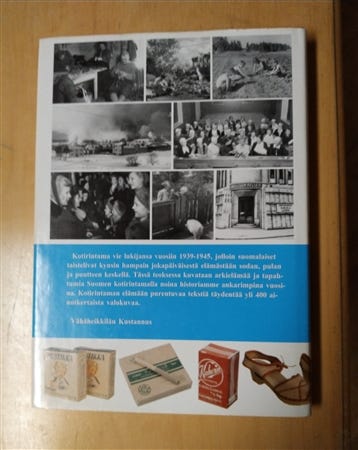 Kotirintama vie lukijansa vuosiin 1939-1945, jolloin suomalaiset
taistelivat kynsin hampain jokapäiväisestä elämästään sodan, pulan
ja puutteen keskellä. Tässä teoksessa kuvataan arkielämää ja tapah-
tumia Suomen kotirintamalla noina historiamme ankarimpina vuosi-
na. Kotirintaman elämään pureutuvaa tekstiä täydentää yli 400 ai-
nutkertaista valokuvaa.
Vähäheikkilän Kustannus